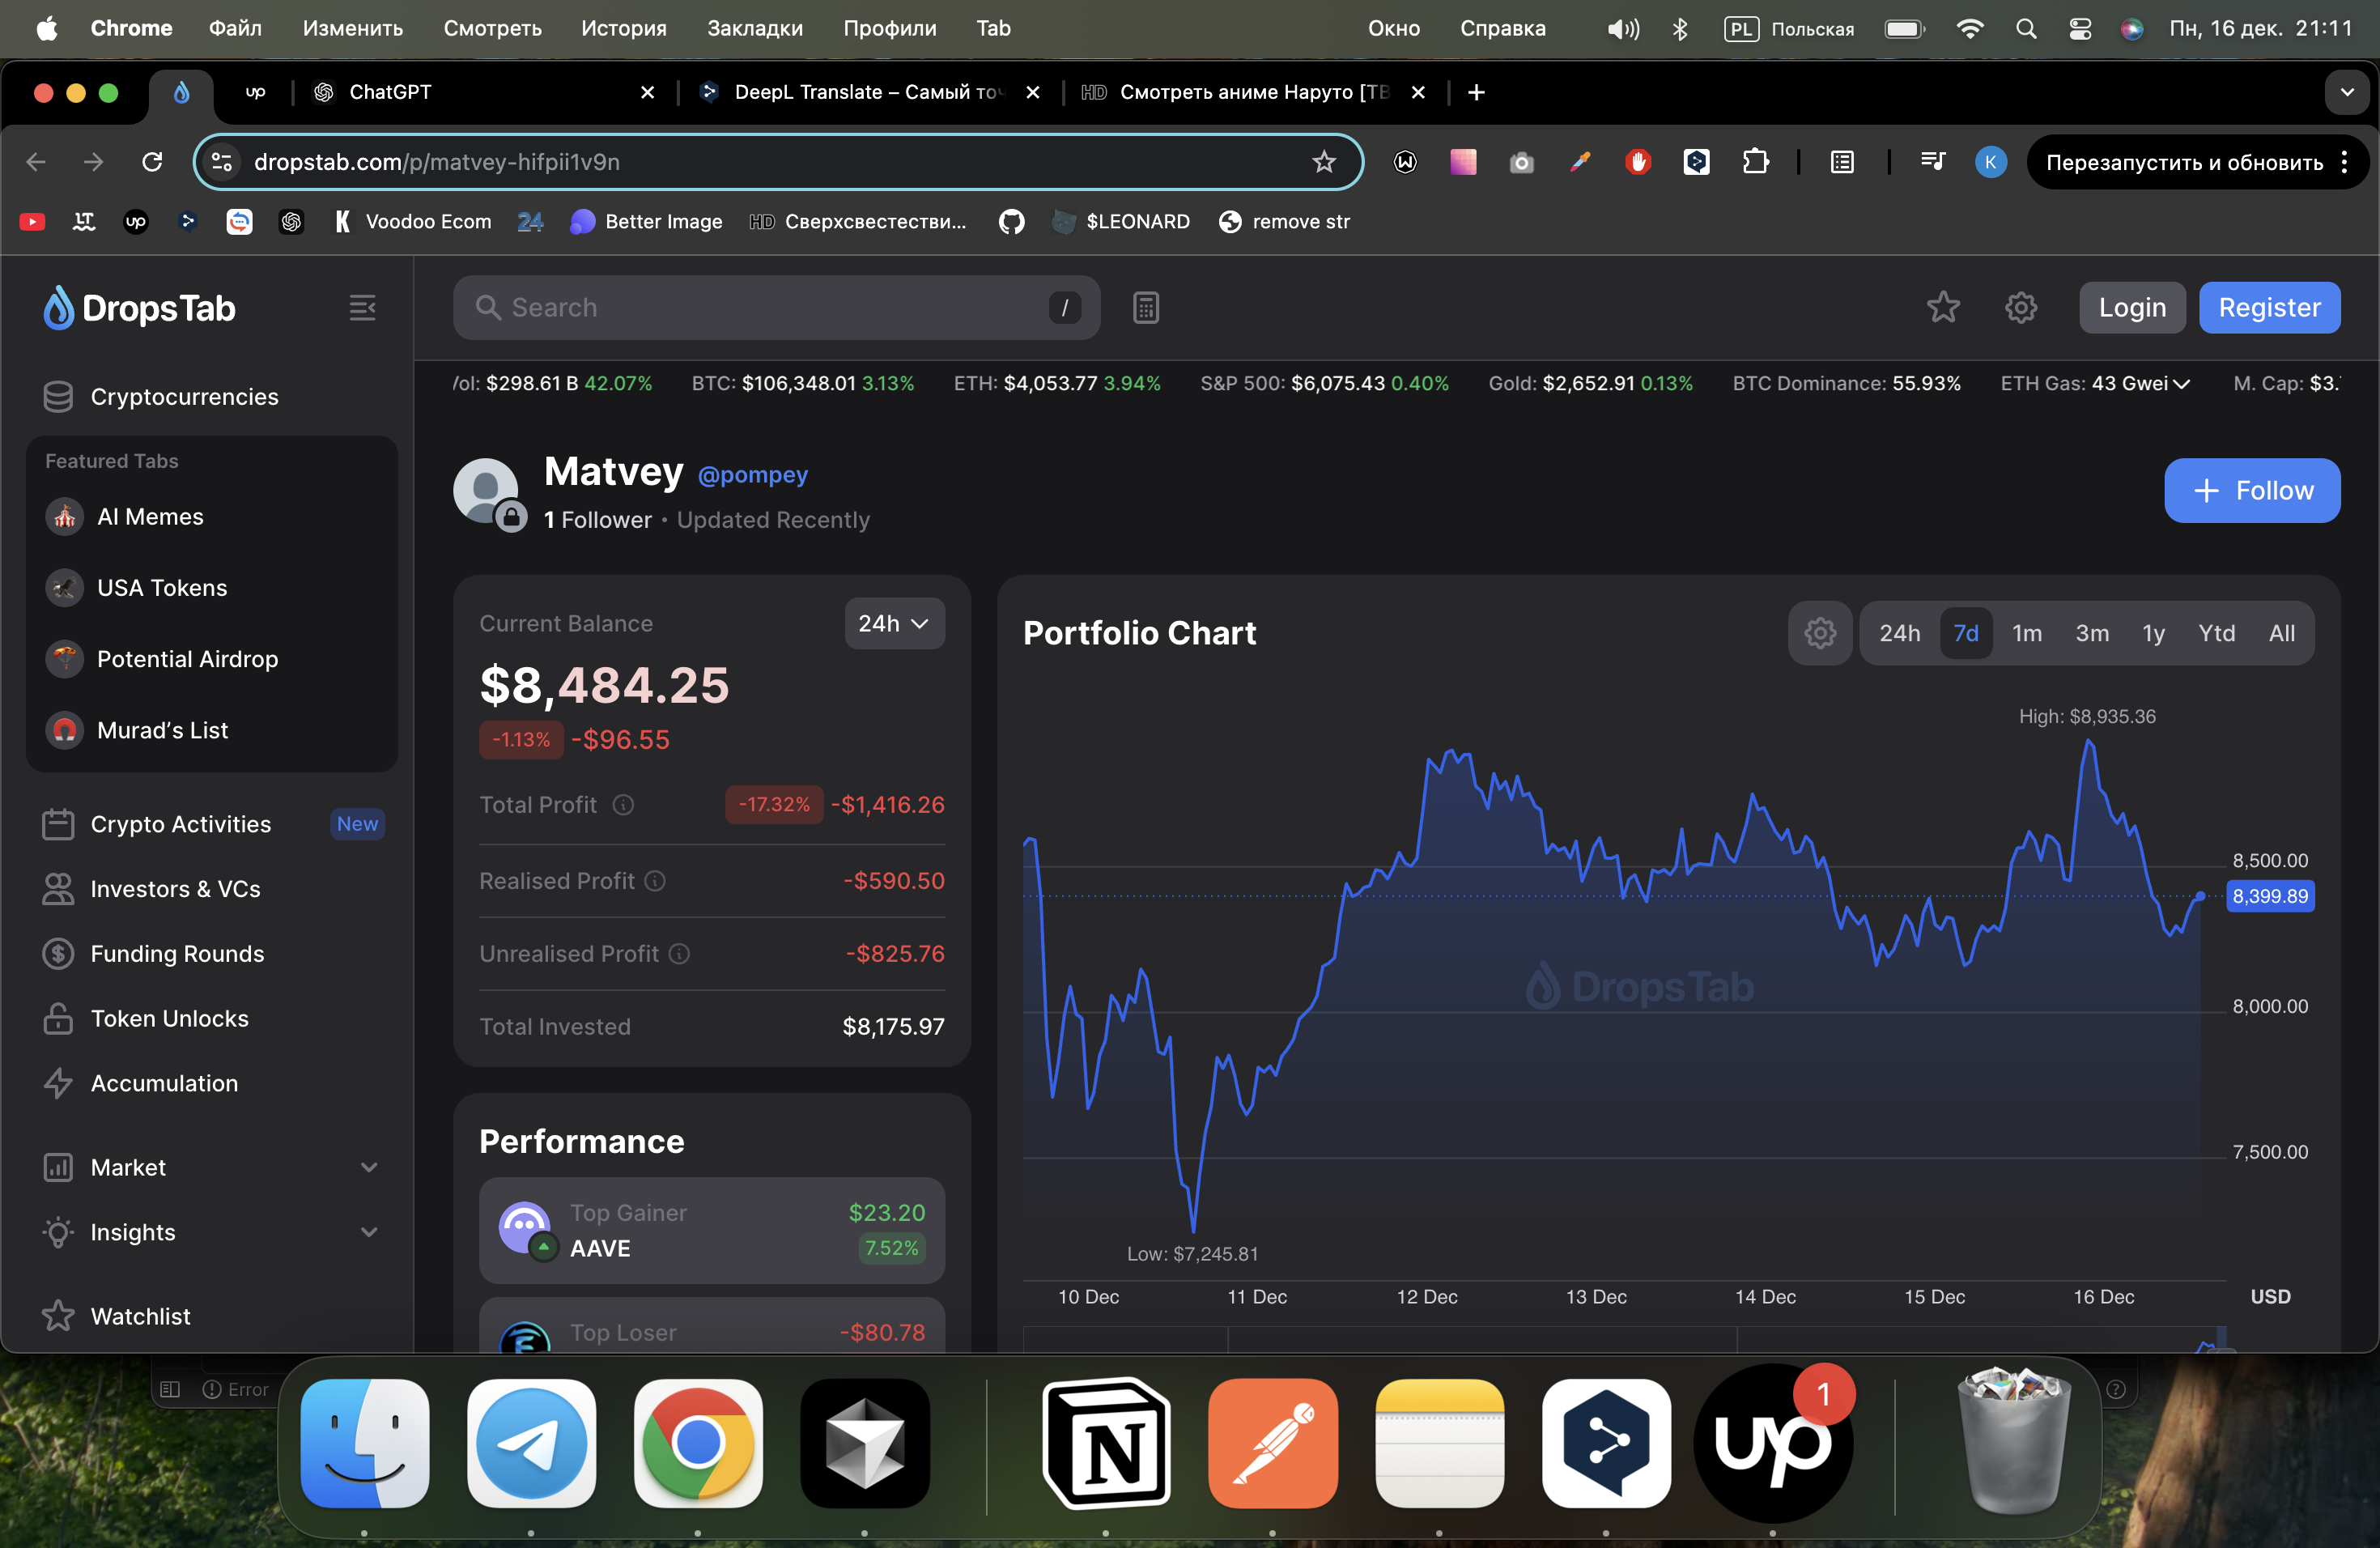 Chrome Файл Изменить Смотреть История Закладки Профили Tab Окно Справка PL Польская Пн, 16 дек. 21:11
up ChatGPT DeepL Translate – Самый точ HD Смотреть аниме Наруто [ТВ
dropstab.com/p/matvey-hifpii1v9n K Перезапустить и обновить
up K Voodoo Ecom 24 Better Image HD Сверхсвестестви... $LEONARD remove str
DropsTab
Search /
Login
Register
Vol: $298.61 B 42.07% BTC: $106,348.01 3.13% ETH: $4,053.77 3.94% S&P 500: $6,075.43 0.40% Gold: $2,652.91 0.13% BTC Dominance: 55.93% ETH Gas: 43 Gwei M. Cap: $3.
Cryptocurrencies
Featured Tabs
AI Memes
USA Tokens
Potential Airdrop
Murad’s List
Crypto Activities New
Investors & VCs
Funding Rounds
Token Unlocks
Accumulation
Market
Insights
Watchlist
Matvey @pompey
1 Follower • Updated Recently
+ Follow
Current Balance 24h
$8,484.25
-1.13% -$96.55
Total Profit -17.32% -$1,416.26
Realised Profit -$590.50
Unrealised Profit -$825.76
Total Invested $8,175.97
Performance
Top Gainer $23.20
AAVE 7.52%
Top Loser -$80.78
Portfolio Chart
24h 7d 1m 3m 1y Ytd All
High: $8,935.36
8,500.00
8,399.89
DropsTab
8,000.00
7,500.00
Low: $7,245.81
10 Dec 11 Dec 12 Dec 13 Dec 14 Dec 15 Dec 16 Dec USD
Error
N
up
1